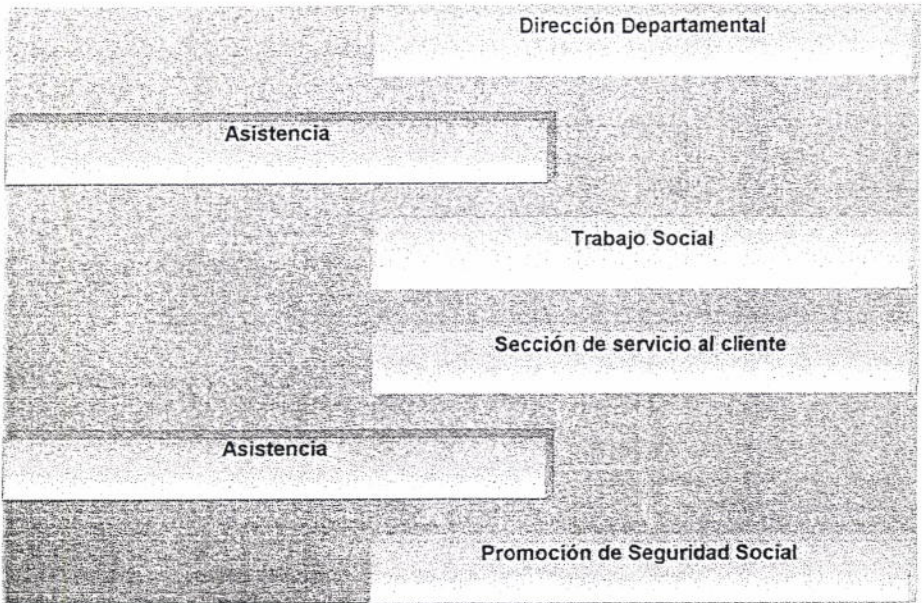 Dirección Departamental
Asistencia
Trabajo Social
Sección de servicio al cliente
Asistencia
Promoción de Seguridad Social